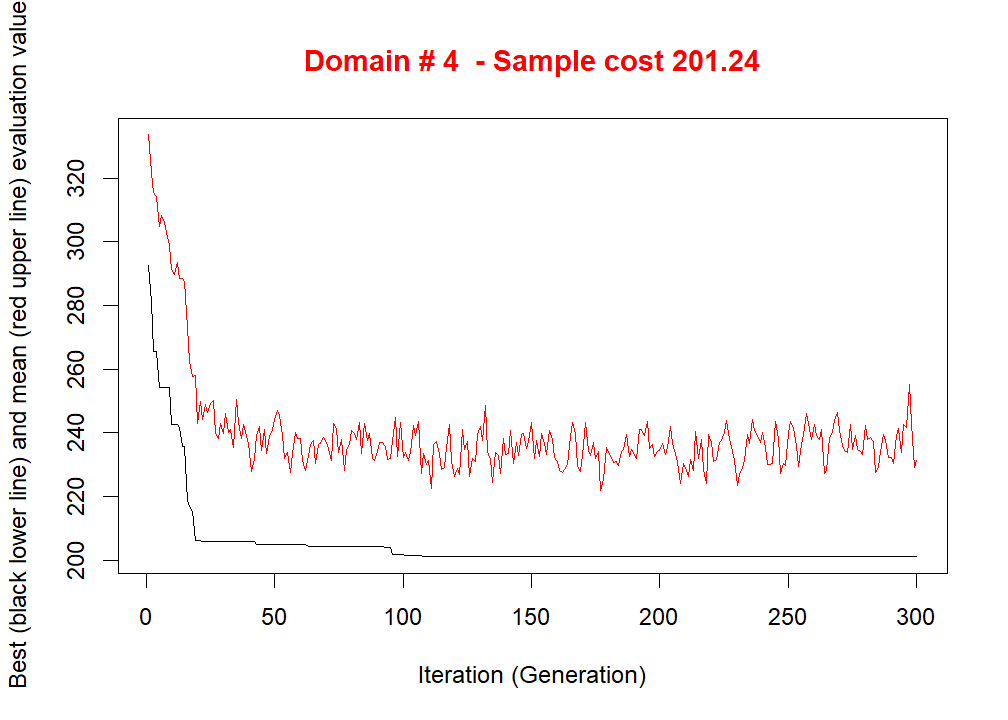 Domain # 4  - Sample cost 201.24
Best (black lower line) and mean (red upper line) evaluation value
320
300
280
260
240
220
200
0 50 100 150 200 250 300
Iteration (Generation)